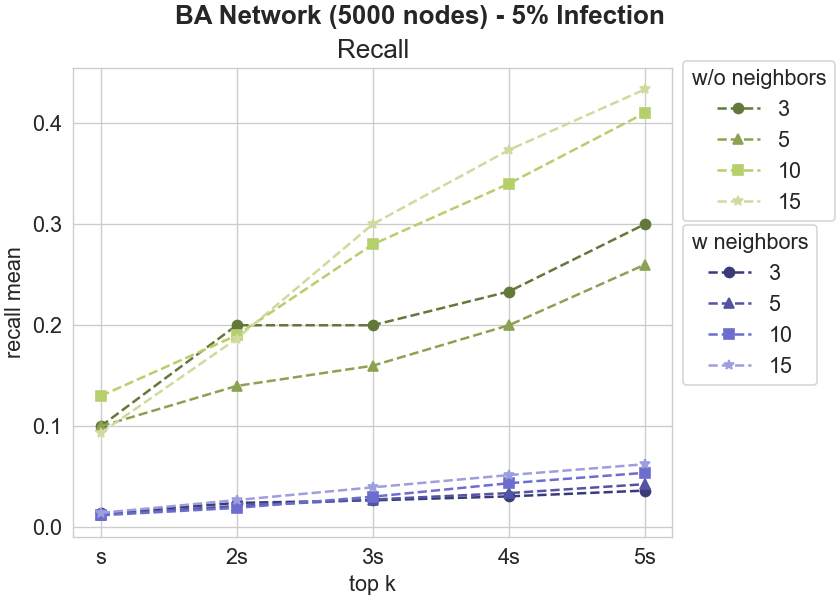 BA Network (5000 nodes) - 5% Infection
Recall
recall mean
0.4
0.3
0.2
0.1
0.0
s 2s 3s 4s 5s
top k
w/o neighbors
3
5
10
15
w neighbors
3
5
10
15